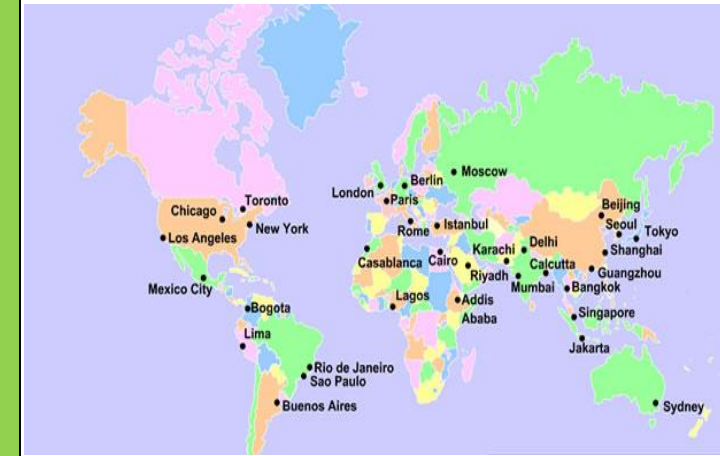 Moscow
Berlin
London
Paris
Toronto
Chicago
New York
Los Angeles
Rome
Istanbul
Beijing
Seoul
Tokyo
Karachi
Delhi
Shanghai
Casablanca
Cairo
Riyadh
Calcutta
Mumbai
Guangzhou
Mexico City
Bangkok
Bogota
Lagos
Addis
Ababa
Singapore
Lima
Jakarta
Rio de Janeiro
Sao Paulo
Buenos Aires
Sydney